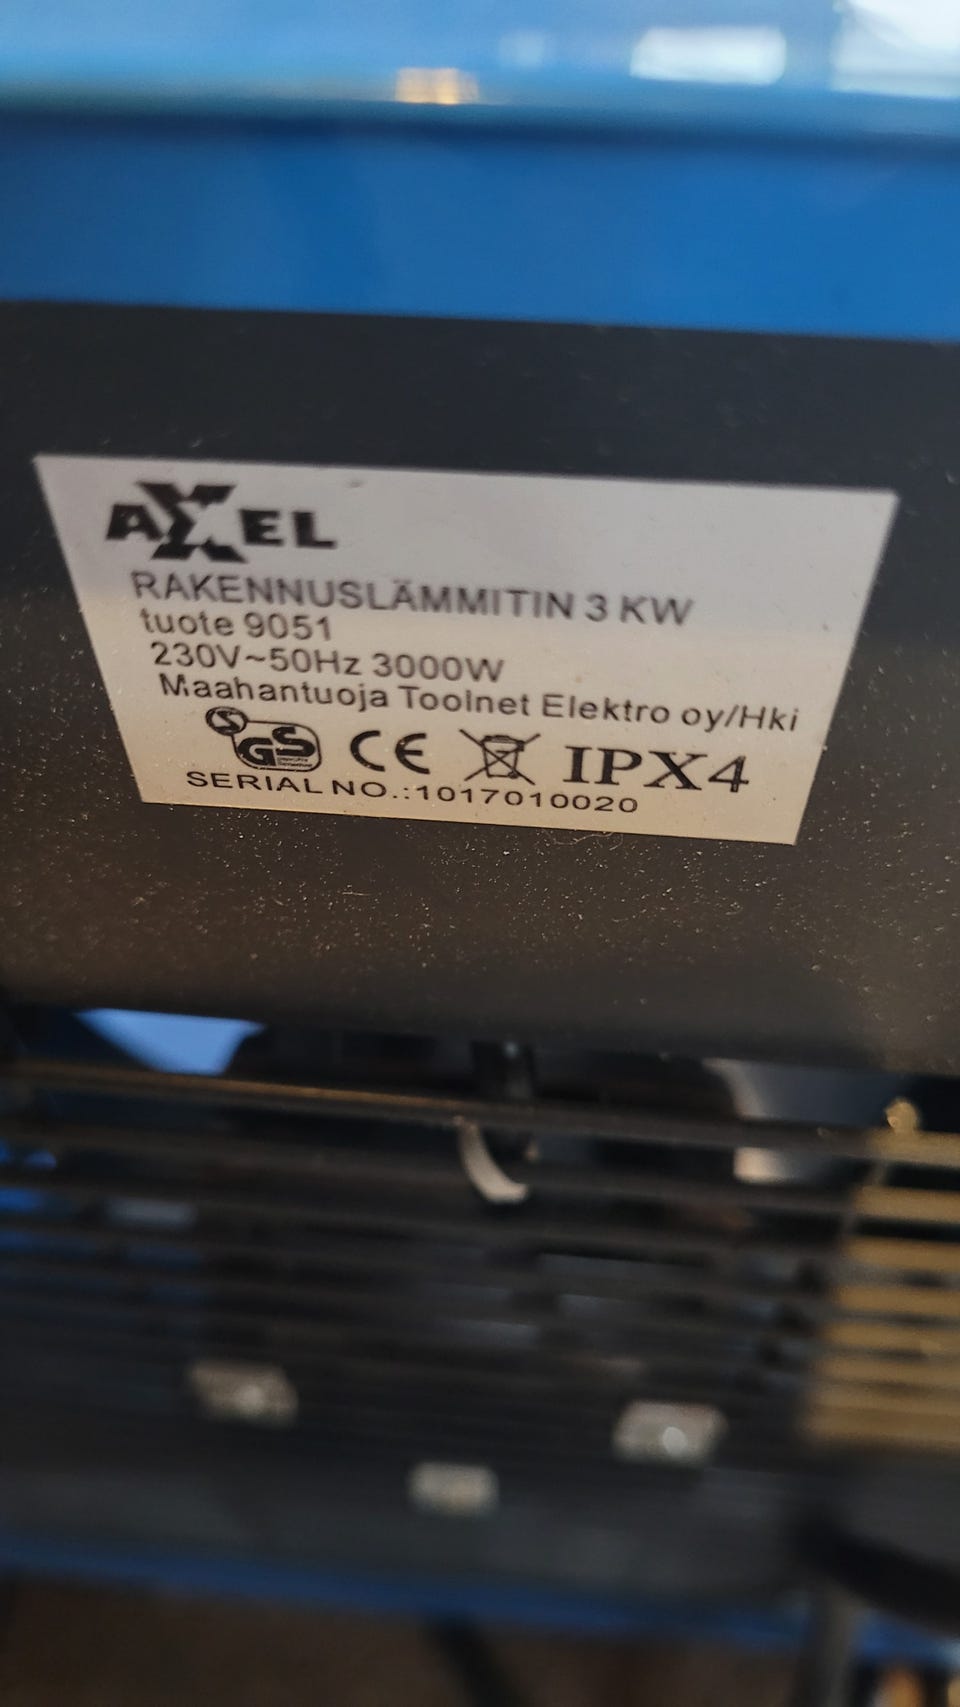 AXEL
RAKENNUSLÄMMITIN 3 KW
tuote 9051
230V~50Hz 3000W
Maahantuoja Toolnet Elektro oy/Hki
S GS CE IPX4
SERIAL NO.:1017010020